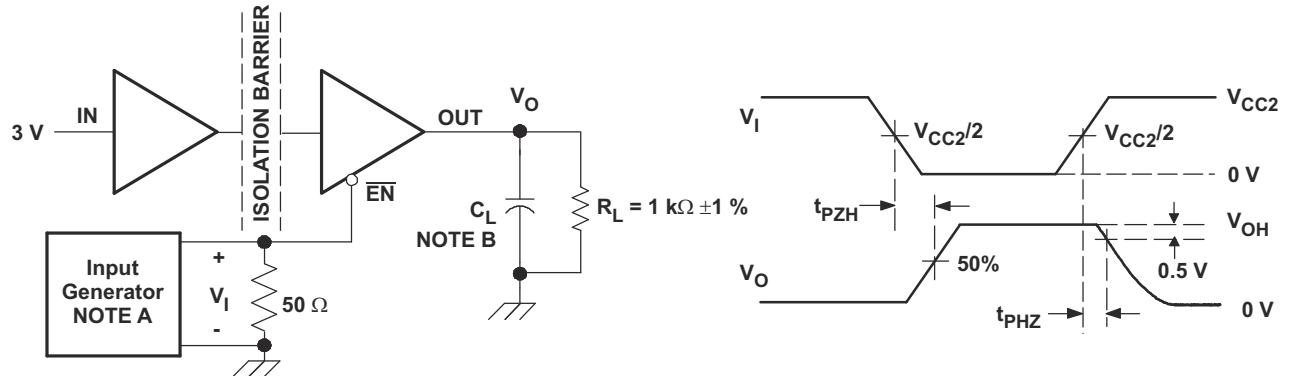 ISOLATION BARRIER
3 V
IN
OUT
V_O
EN
C_L
NOTE B
R_L = 1 kΩ ±1 %
Input
Generator
NOTE A
+
V_I
-
50 Ω
V_I
V_CC2/2
V_CC2/2
V_CC2
0 V
t_PZH
V_O
50%
V_OH
0.5 V
t_PHZ
0 V